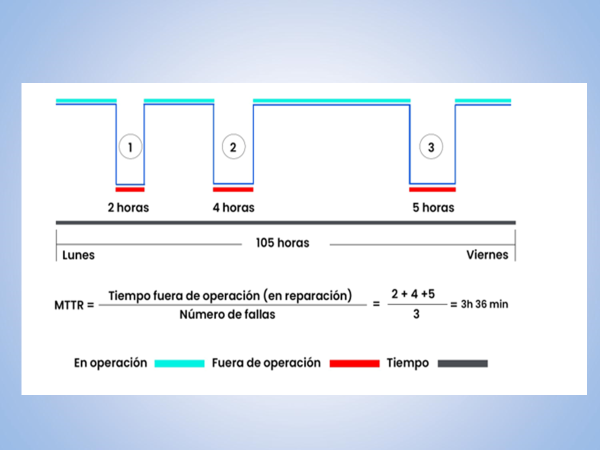 1 2 3
2 horas 4 horas 5 horas
105 horas
Lunes Viernes
MTTR = Tiempo fuera de operación (en reparación) = 2 + 4 +5 = 3h 36 min
Número de fallas 3
En operación Fuera de operación Tiempo